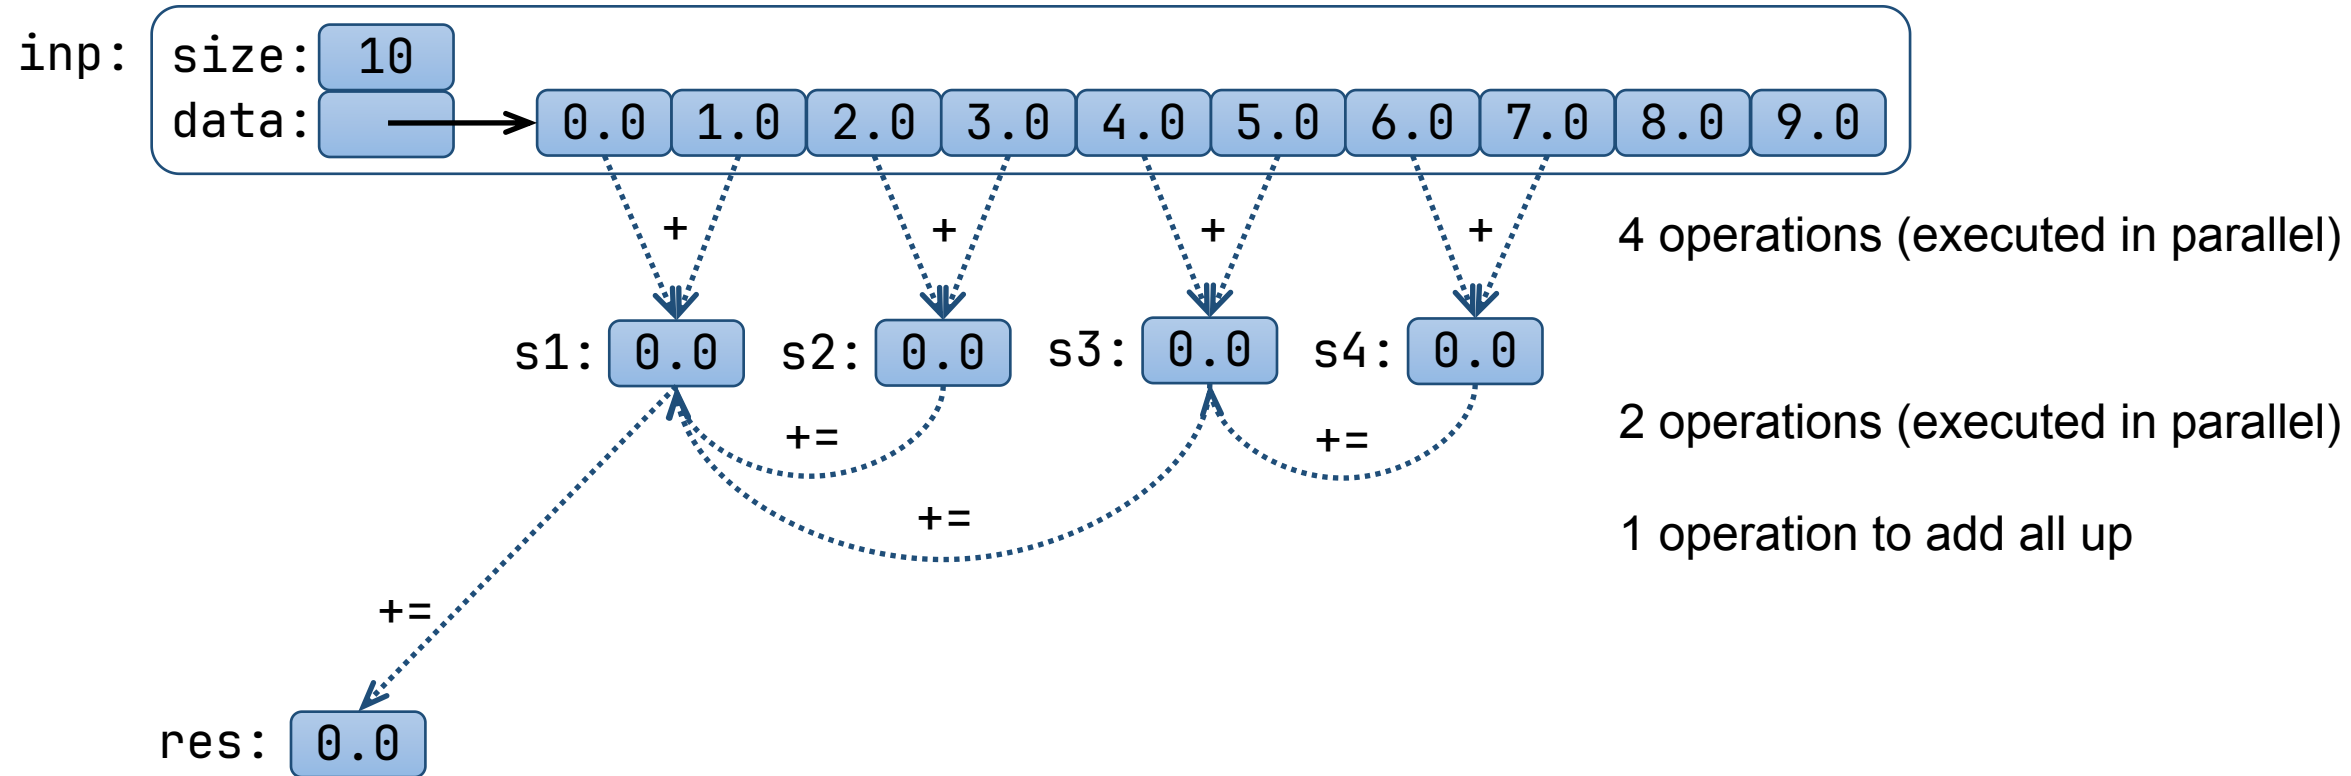 inp: size: 10
data: 0.0 1.0 2.0 3.0 4.0 5.0 6.0 7.0 8.0 9.0
+ + + + 4 operations (executed in parallel)
s1: 0.0 s2: 0.0 s3: 0.0 s4: 0.0
+= += 2 operations (executed in parallel)
+= 1 operation to add all up
+=
res: 0.0